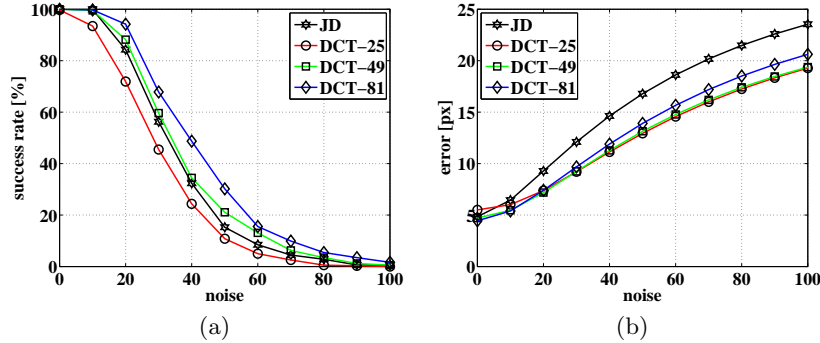 100
80
60
40
20
0
success rate [%]
0 20 40 60 80 100
noise
JD
DCT−25
DCT−49
DCT−81
(a)
25
20
15
10
5
0
error [px]
0 20 40 60 80 100
noise
JD
DCT−25
DCT−49
DCT−81
(b)